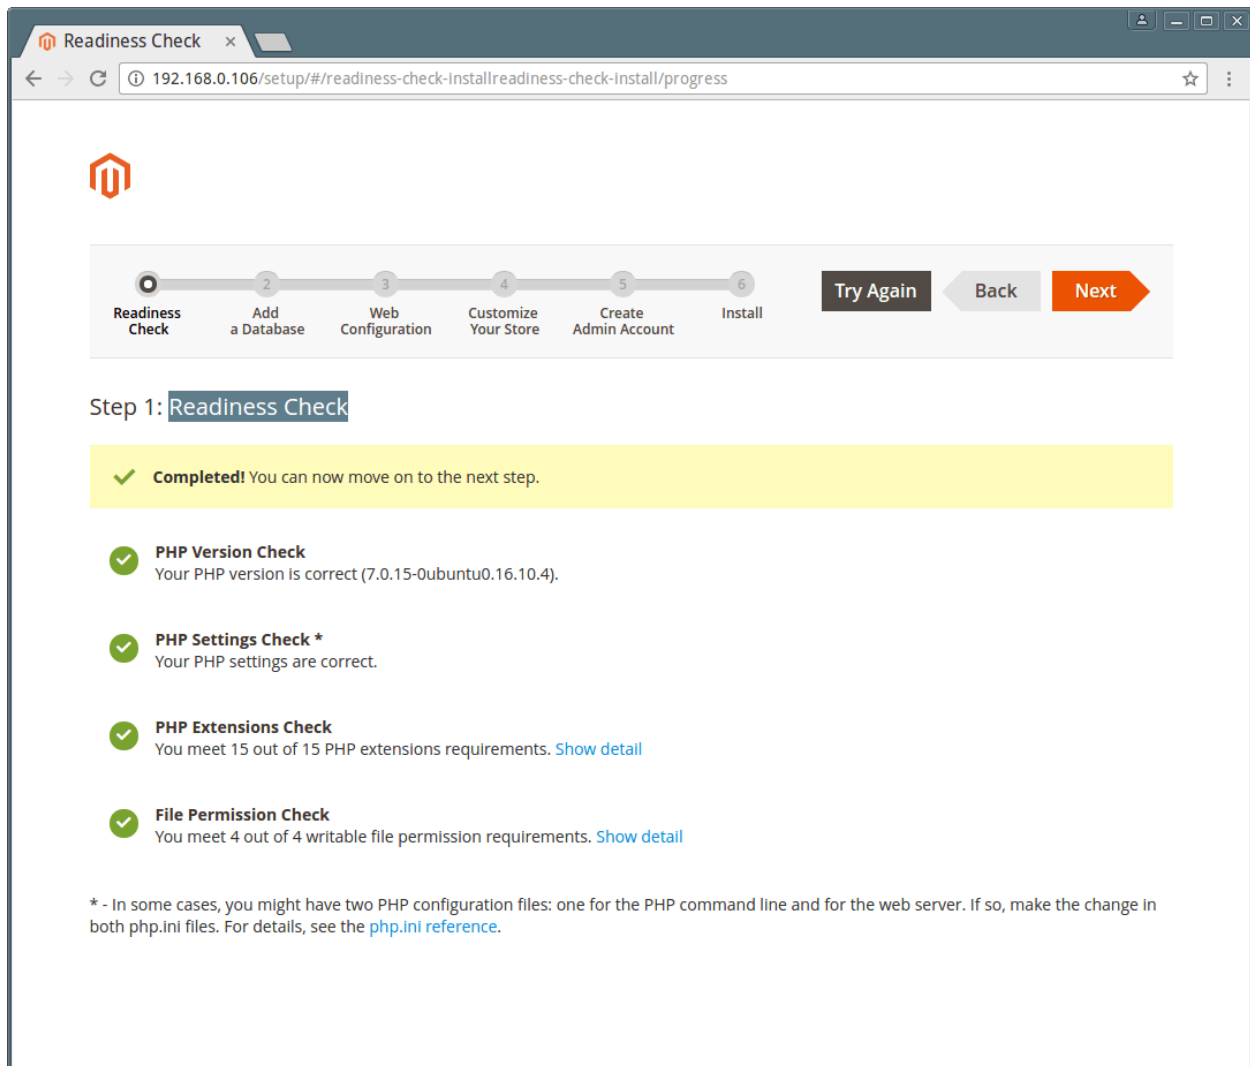 Readiness Check
192.168.0.106/setup/#/readiness-check-installreadiness-check-install/progress
2
3
4
5
6
Readiness
Check
Add
a Database
Web
Configuration
Customize
Your Store
Create
Admin Account
Install
Try Again
Back
Next
Step 1: Readiness Check
Completed! You can now move on to the next step.
PHP Version Check
Your PHP version is correct (7.0.15-0ubuntu0.16.10.4).
PHP Settings Check *
Your PHP settings are correct.
PHP Extensions Check
You meet 15 out of 15 PHP extensions requirements. Show detail
File Permission Check
You meet 4 out of 4 writable file permission requirements. Show detail
* - In some cases, you might have two PHP configuration files: one for the PHP command line and for the web server. If so, make the change in
both php.ini files. For details, see the php.ini reference.